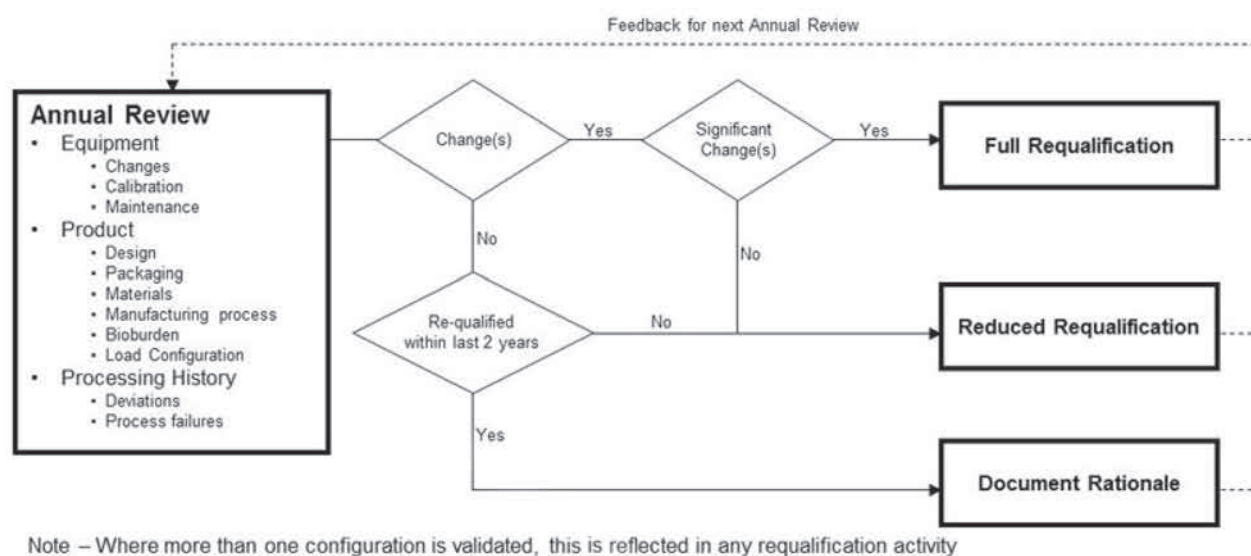 Feedback for next Annual Review
Annual Review
• Equipment
• Changes
• Calibration
• Maintenance
• Product
• Design
• Packaging
• Materials
• Manufacturing process
• Bioburden
• Load Configuration
• Processing History
• Deviations
• Process failures
Change(s)
Yes
Significant
Change(s)
Yes
Full Requalification
No
No
Re-qualified
within last 2 years
No
Reduced Requalification
Yes
Document Rationale
Note – Where more than one configuration is validated, this is reflected in any requalification activity